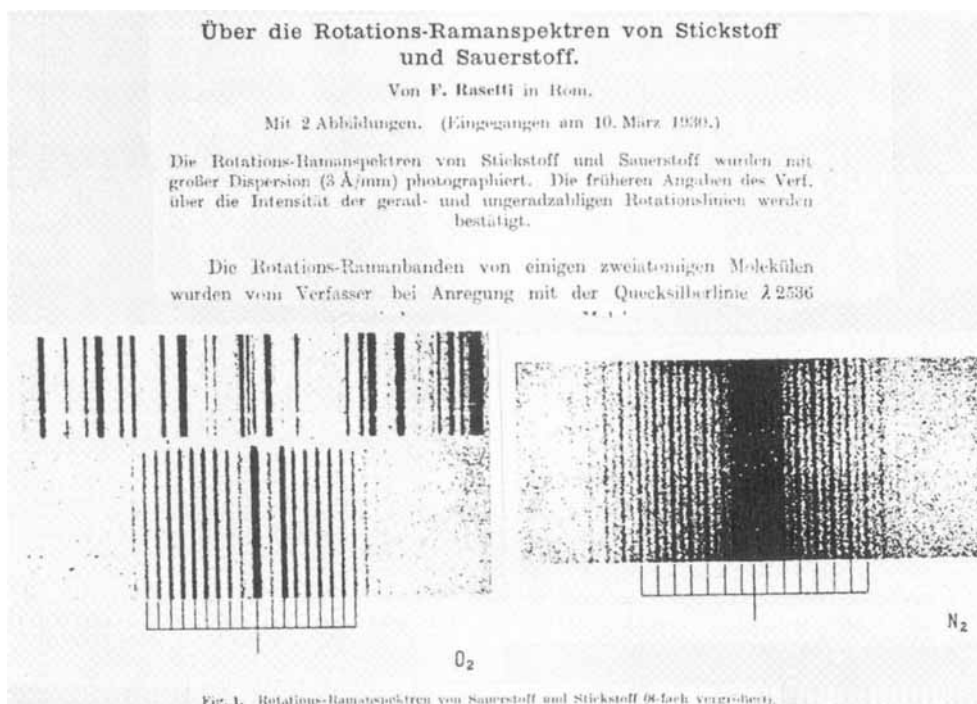 Über die Rotations-Ramanspektren von Stickstoff
und Sauerstoff.
Von F. Rasetti in Rom.
Mit 2 Abbildungen. (Eingegangen am 10. März 1930.)
Die Rotations-Ramanspektren von Stickstoff und Sauerstoff wurden mit
großer Dispersion (3 Å/mm) photographiert. Die früheren Angaben des Verf.
über die Intensität der gerad- und ungeradzahligen Rotationslinien werden
bestätigt.
Die Rotations-Ramanbanden von einigen zweiatomigen Molekülen
wurden vom Verfasser bei Anregung mit der Quecksilberlinie λ 2536
O₂
N₂
Fig. 1. Rotations-Ramanspektren von Sauerstoff und Stickstoff (8-fach vergrößert).